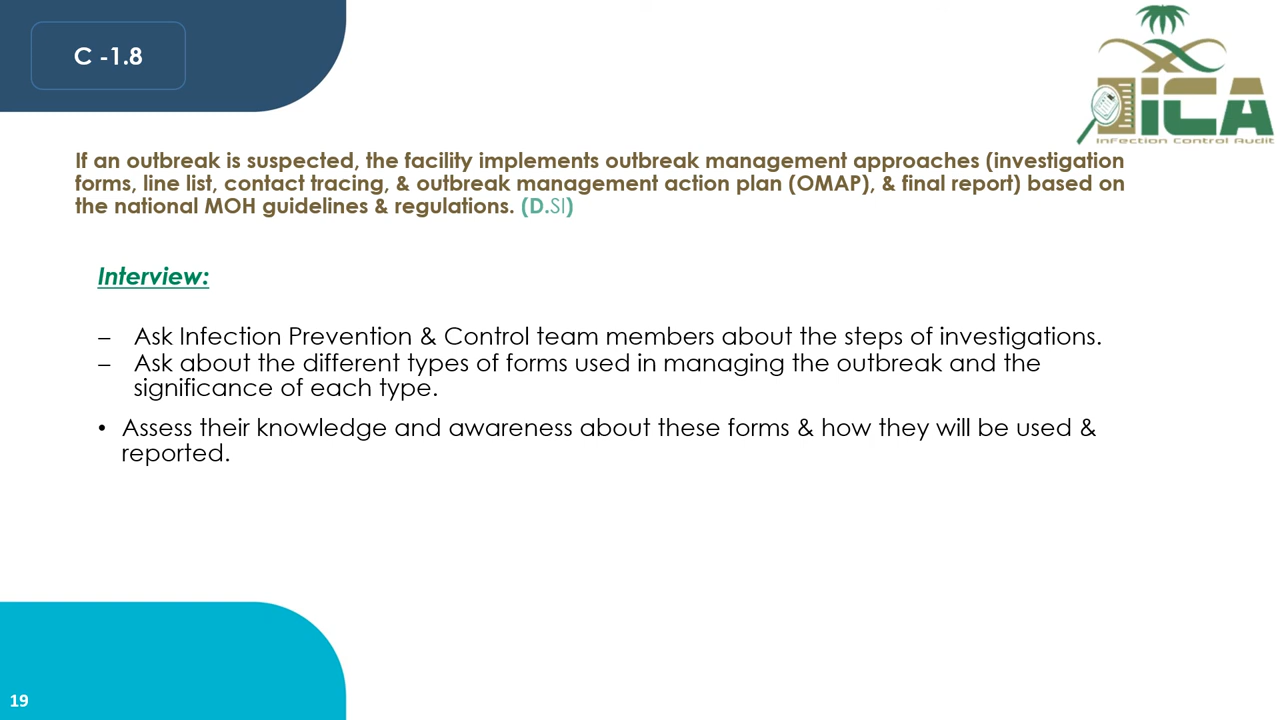 C -1.8
iCA
Infection Control Audit
If an outbreak is suspected, the facility implements outbreak management approaches (investigation
forms, line list, contact tracing, & outbreak management action plan (OMAP), & final report) based on
the national MOH guidelines & regulations. (D.SI)
Interview:
– Ask Infection Prevention & Control team members about the steps of investigations.
– Ask about the different types of forms used in managing the outbreak and the
significance of each type.
• Assess their knowledge and awareness about these forms & how they will be used &
reported.
19